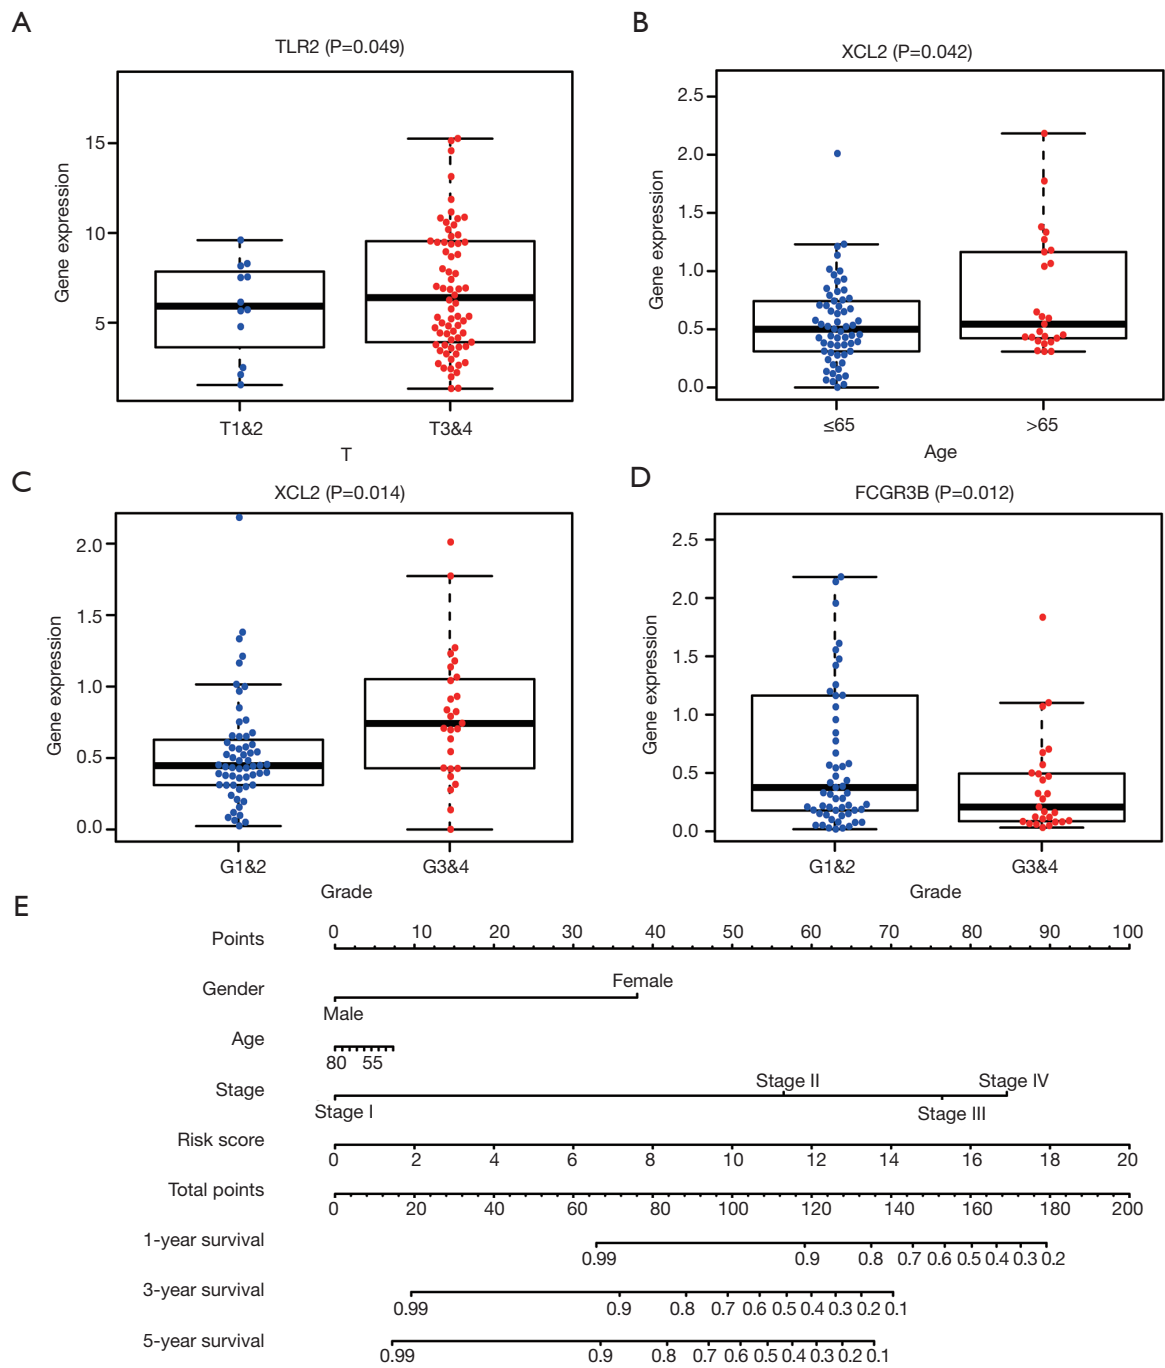 A
TLR2 (P=0.049)
Gene expression
15
10
5
T1&2 T3&4
T
B
XCL2 (P=0.042)
Gene expression
2.5
2.0
1.5
1.0
0.5
0.0
≤65 >65
Age
C
XCL2 (P=0.014)
Gene expression
2.0
1.5
1.0
0.5
0.0
G1&2 G3&4
Grade
D
FCGR3B (P=0.012)
Gene expression
2.5
2.0
1.5
1.0
0.5
0.0
G1&2 G3&4
Grade
E
Points 0 10 20 30 40 50 60 70 80 90 100
Gender Female
Male
Age
80 55
Stage Stage II Stage IV
Stage I Stage III
Risk score
0 2 4 6 8 10 12 14 16 18 20
Total points
0 20 40 60 80 100 120 140 160 180 200
1-year survival
0.99 0.9 0.8 0.7 0.6 0.5 0.4 0.3 0.2
3-year survival
0.99 0.9 0.8 0.7 0.6 0.5 0.4 0.3 0.2 0.1
5-year survival
0.99 0.9 0.8 0.7 0.6 0.5 0.4 0.3 0.2 0.1